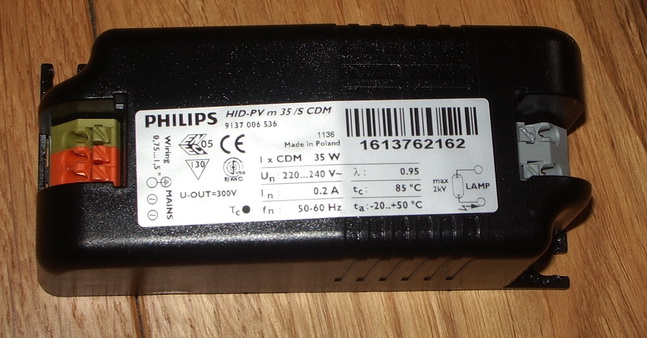 PHILIPS
HID-PV m 35 /S CDM
9137 006 536
1136
Made in Poland
1613762162
Wiring
0.75...1.5
MAINS
05
CE
130
EMC
U-OUT=300V
Tc
1 x CDM 35 W
Un: 220...240 V~
In 0.2 A
fn: 50-60 Hz
λ: 0.95
tc: 85 °C
ta: -20..+50 °C
max
2kV
LAMP